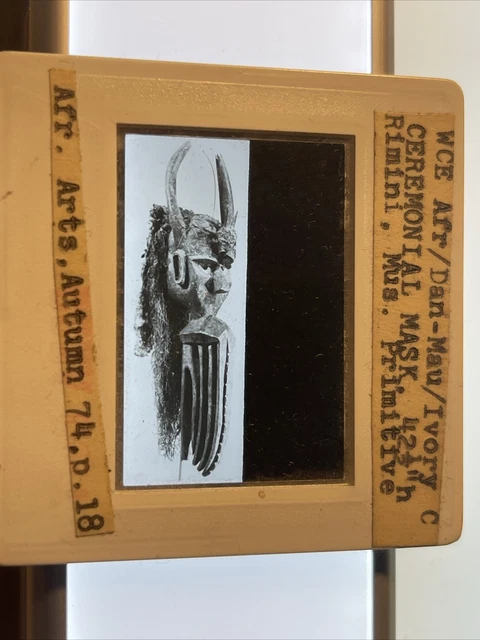 WCE Afr/Dan-Mau/Ivory C
CEREMONIAL MASK, 42½" h
Rimini, Mus. Primitive
Afr. Arts, Autumn 74,p. 18